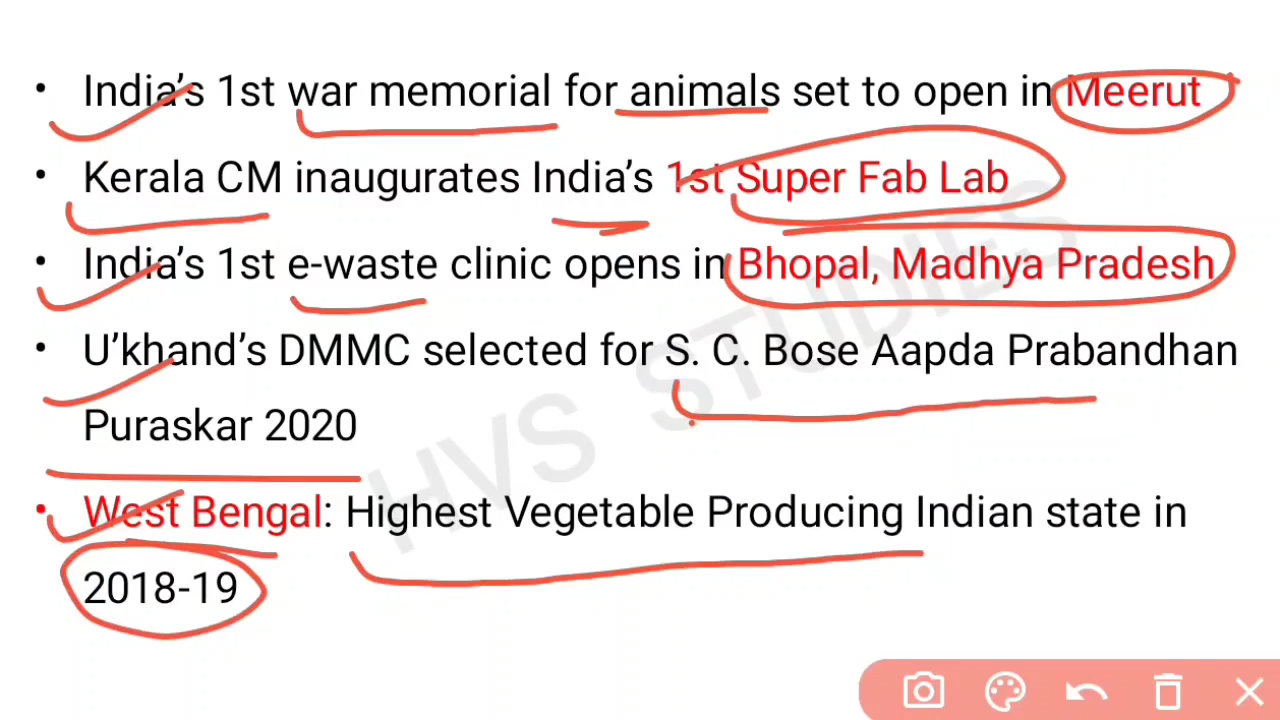 • India's 1st war memorial for animals set to open in Meerut
• Kerala CM inaugurates India's 1st Super Fab Lab
• India's 1st e-waste clinic opens in Bhopal, Madhya Pradesh
• U'khand's DMMC selected for S. C. Bose Aapda Prabandhan
Puraskar 2020
• West Bengal: Highest Vegetable Producing Indian state in
2018-19
HVS STUDIES